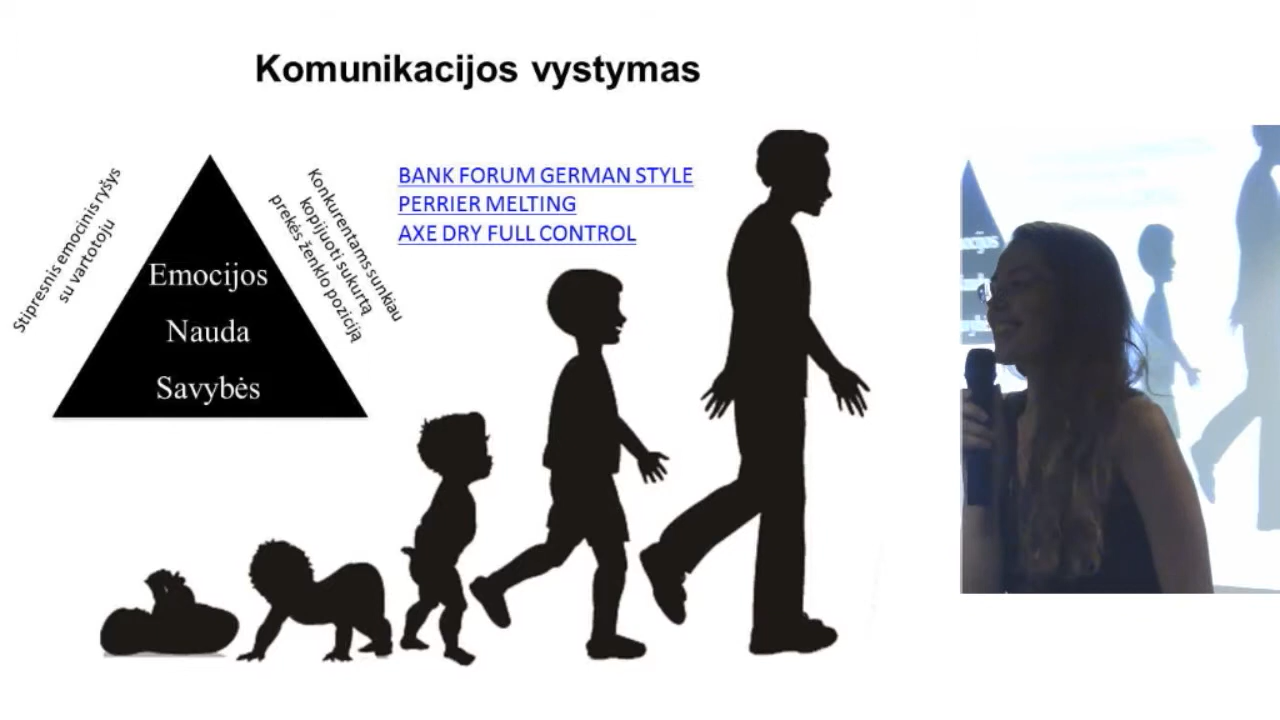 Komunikacijos vystymas
Stipresnis emocinis ryšys
su vartotoju
Konkurentams sunkiau
kopijuoti sukurtą
prekės ženklo poziciją
BANK FORUM GERMAN STYLE
PERRIER MELTING
AXE DRY FULL CONTROL
Emocijos
Nauda
Savybės